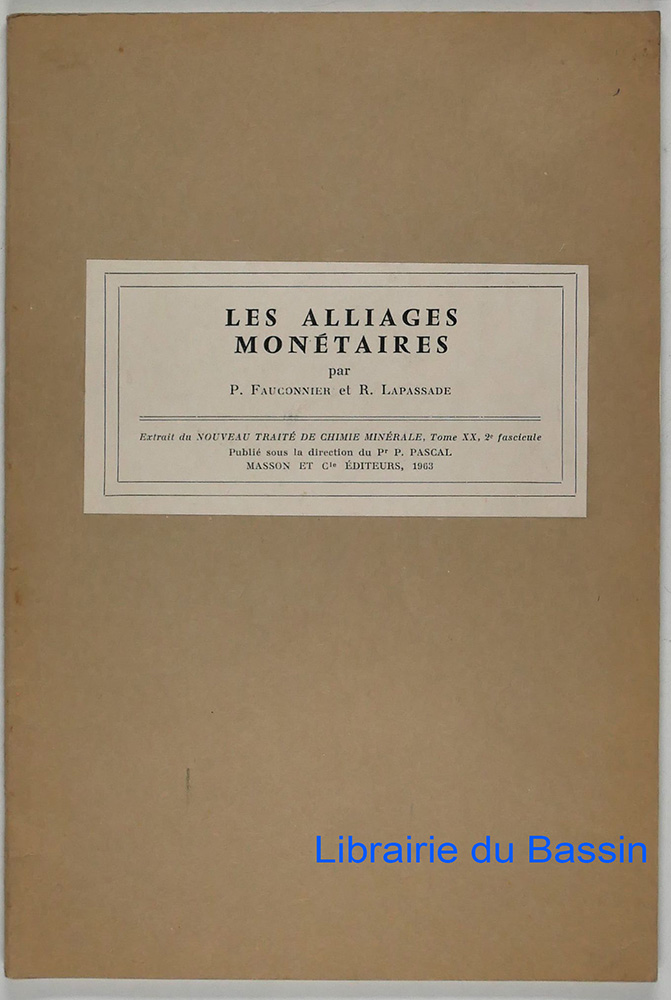 LES ALLIAGES
MONÉTAIRES
par
P. Fauconnier et R. Lapassade
Extrait du NOUVEAU TRAITÉ DE CHIMIE MINÉRALE, Tome XX, 2e fascicule
Publié sous la direction du Pr P. PASCAL
MASSON ET Cie ÉDITEURS, 1963
Librairie du Bassin